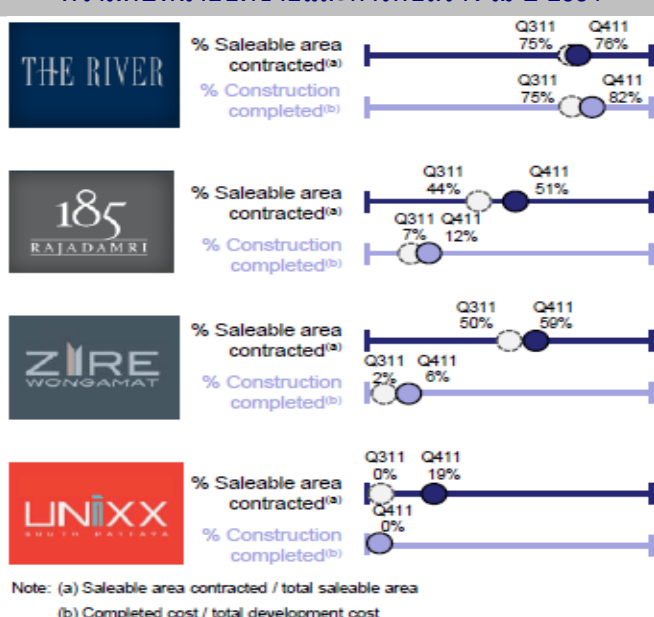 THE RIVER
% Saleable area
contracted(a)
Q311
75%
Q411
76%
% Construction
completed(b)
Q311
75%
Q411
82%
185
RAJADAMRI
% Saleable area
contracted(a)
Q311
44%
Q411
51%
% Construction
completed(b)
Q311
7%
Q411
12%
ZIRE
WONGAMAT
% Saleable area
contracted(a)
Q311
50%
Q411
59%
% Construction
completed(b)
Q311
2%
Q411
6%
UNiXX
SOUTH PATTAYA
% Saleable area
contracted(a)
Q311
0%
Q411
19%
% Construction
completed(b)
Q411
0%
Note: (a) Saleable area contracted / total saleable area
(b) Completed cost / total development cost